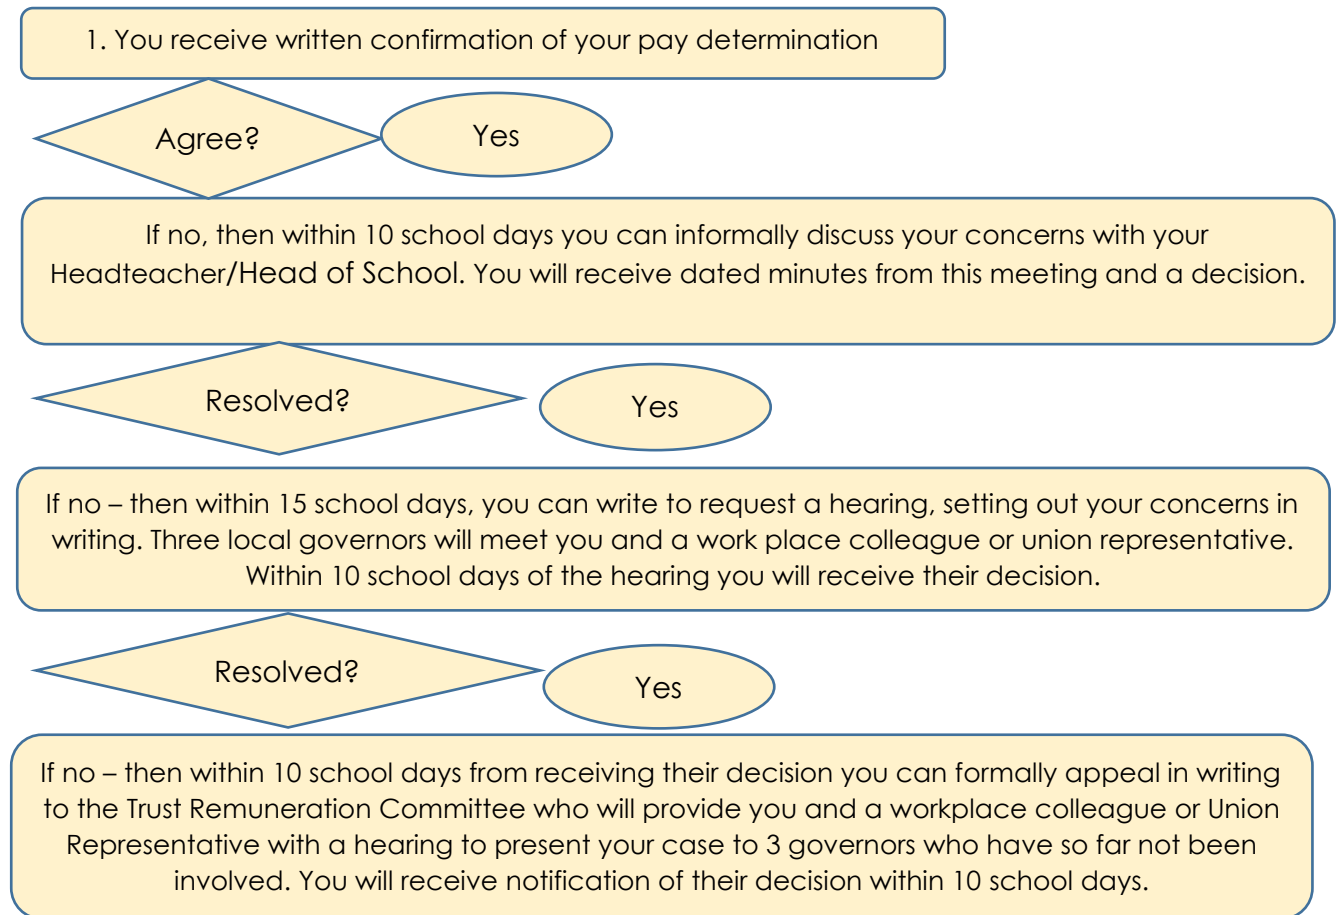 1. You receive written confirmation of your pay determination
Agree?
Yes
If no, then within 10 school days you can informally discuss your concerns with your
Headteacher/Head of School. You will receive dated minutes from this meeting and a decision.
Resolved?
Yes
If no – then within 15 school days, you can write to request a hearing, setting out your concerns in
writing. Three local governors will meet you and a work place colleague or union representative.
Within 10 school days of the hearing you will receive their decision.
Resolved?
Yes
If no – then within 10 school days from receiving their decision you can formally appeal in writing
to the Trust Remuneration Committee who will provide you and a workplace colleague or Union
Representative with a hearing to present your case to 3 governors who have so far not been
involved. You will receive notification of their decision within 10 school days.